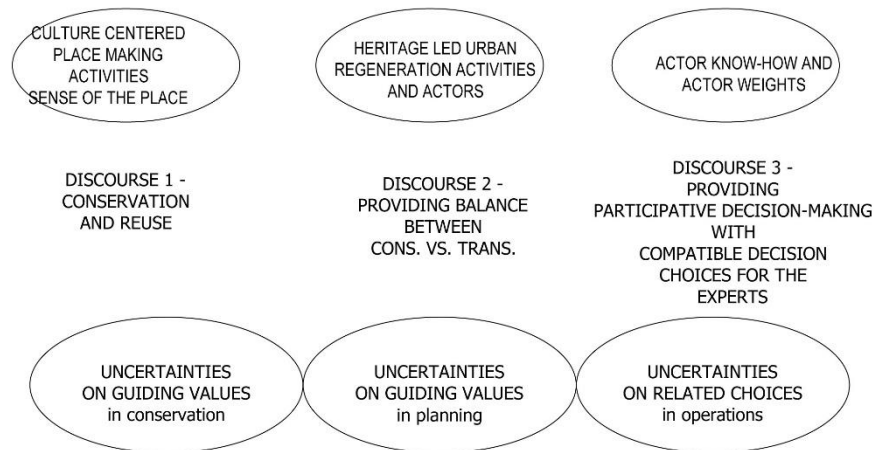 CULTURE CENTERED
PLACE MAKING
ACTIVITIES
SENSE OF THE PLACE
HERITAGE LED URBAN
REGENERATION ACTIVITIES
AND ACTORS
ACTOR KNOW-HOW AND
ACTOR WEIGHTS
DISCOURSE 1 -
CONSERVATION
AND REUSE
DISCOURSE 2 -
PROVIDING BALANCE
BETWEEN
CONS. VS. TRANS.
DISCOURSE 3 -
PROVIDING
PARTICIPATIVE DECISION-MAKING
WITH
COMPATIBLE DECISION
CHOICES FOR THE
EXPERTS
UNCERTAINTIES
ON GUIDING VALUES
in conservation
UNCERTAINTIES
ON GUIDING VALUES
in planning
UNCERTAINTIES
ON RELATED CHOICES
in operations